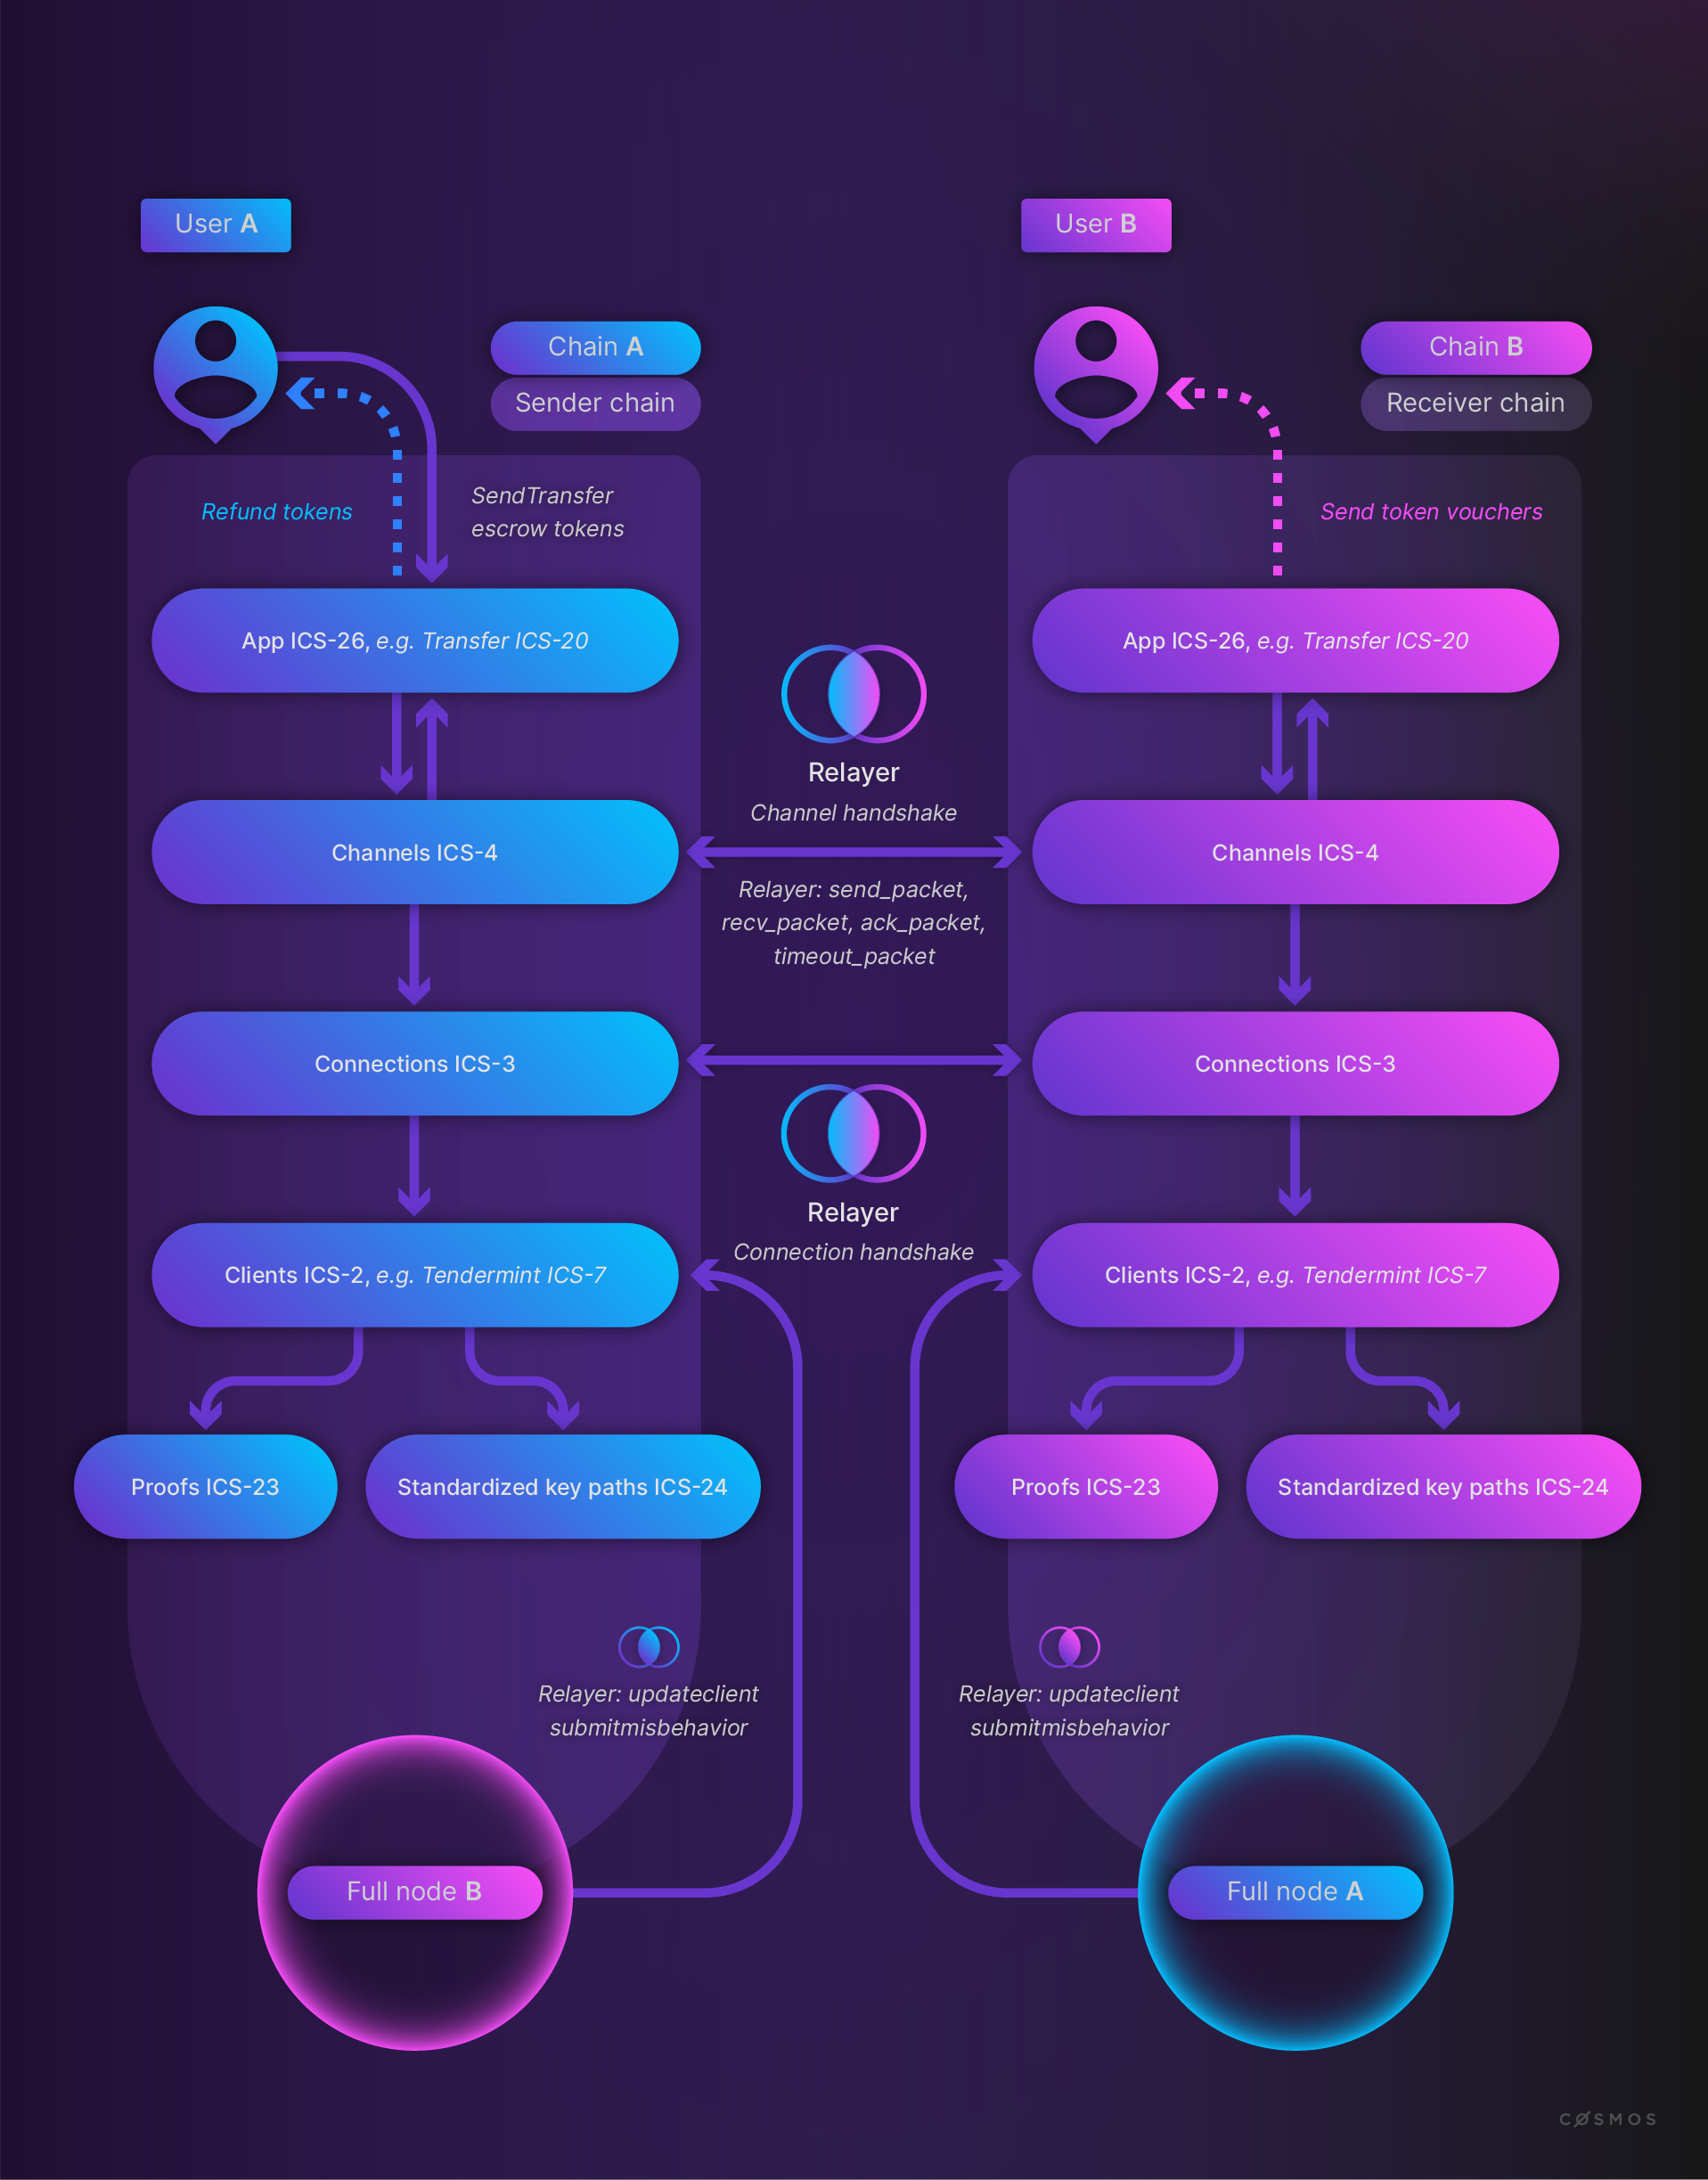 User A
User B
Chain A
Sender chain
Chain B
Receiver chain
Refund tokens
SendTransfer
escrow tokens
Send token vouchers
App ICS-26, e.g. Transfer ICS-20
App ICS-26, e.g. Transfer ICS-20
Relayer
Channel handshake
Channels ICS-4
Channels ICS-4
Relayer: send_packet,
recv_packet, ack_packet,
timeout_packet
Connections ICS-3
Connections ICS-3
Relayer
Connection handshake
Clients ICS-2, e.g. Tendermint ICS-7
Clients ICS-2, e.g. Tendermint ICS-7
Proofs ICS-23
Standardized key paths ICS-24
Proofs ICS-23
Standardized key paths ICS-24
Relayer: updateclient
submitmisbehavior
Relayer: updateclient
submitmisbehavior
Full node B
Full node A
CØSMOS